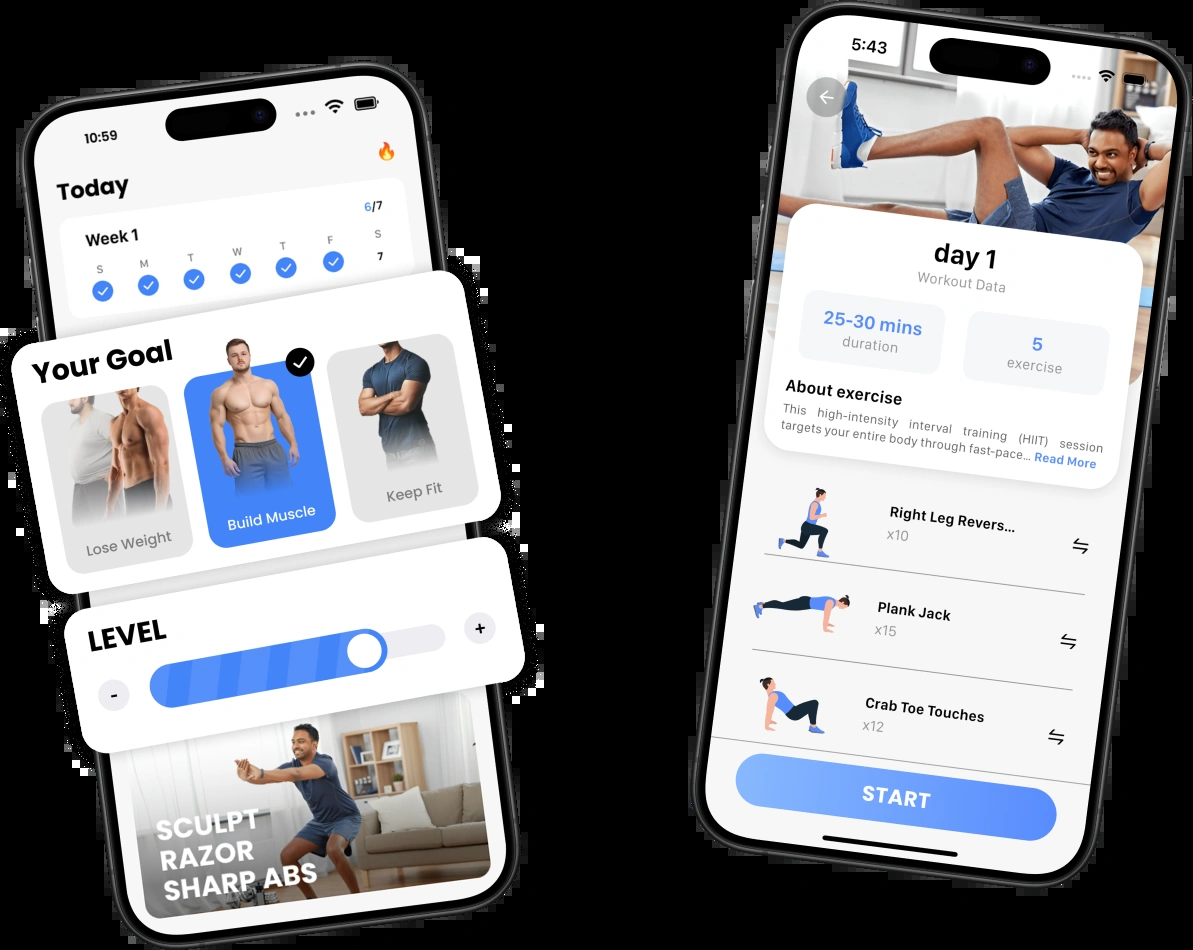 10:59
Today
Week 1
6/7
S M T W T F S
7
Your Goal
Lose Weight
Build Muscle
Keep Fit
LEVEL
-
+
SCULPT
RAZOR
SHARP ABS
5:43
day 1
Workout Data
25-30 mins
duration
5
exercise
About exercise
This high-intensity interval training (HIIT) session
targets your entire body through fast-pace... Read More
Right Leg Revers...
x10
Plank Jack
x15
Crab Toe Touches
x12
START